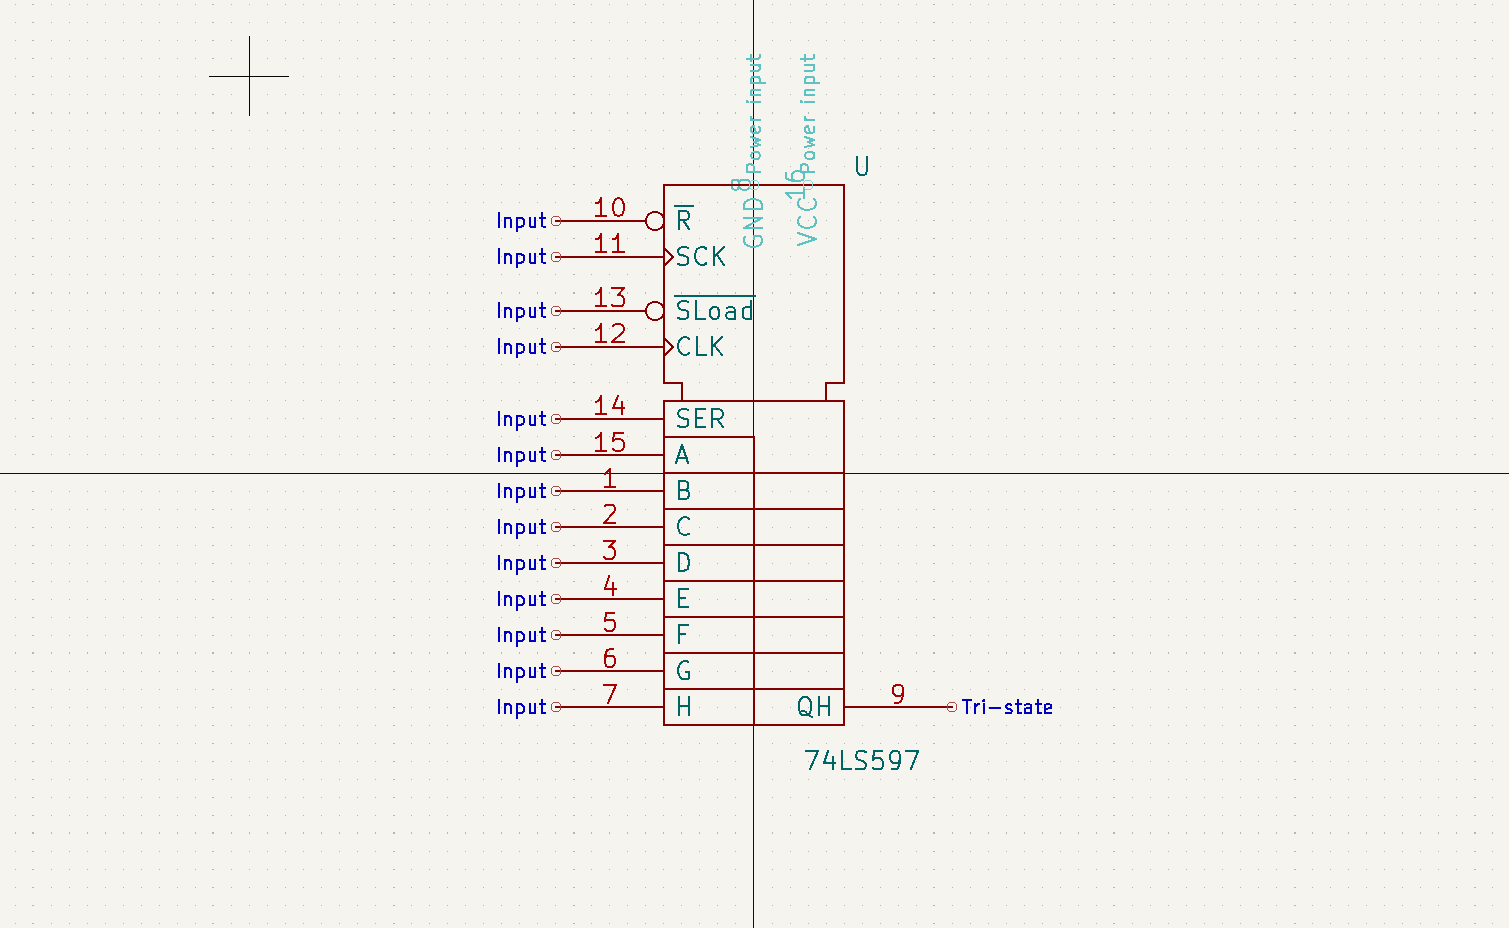 GND 8 Power input
VCC 16 Power input
U
Input 10 R
Input 11 SCK
Input 13 SLoad
Input 12 CLK
Input 14 SER
Input 15 A
Input 1 B
Input 2 C
Input 3 D
Input 4 E
Input 5 F
Input 6 G
Input 7 H QH 9 Tri-state
74LS597